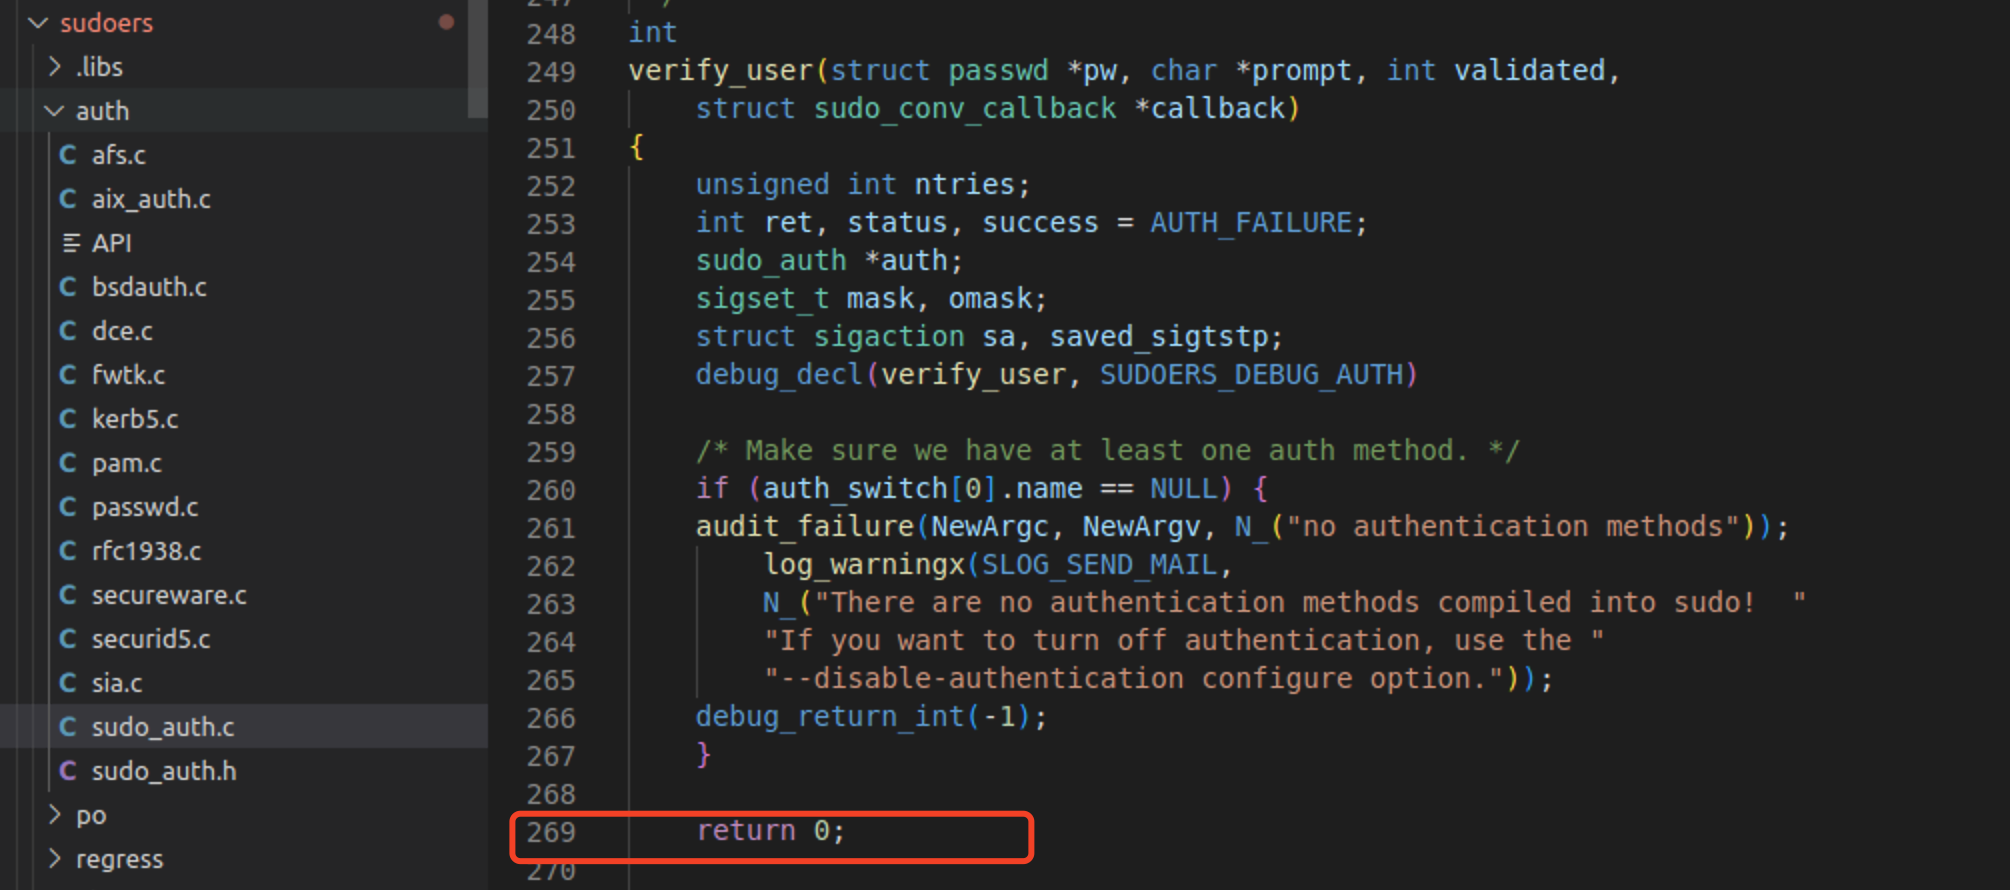 sudoers
.libs
auth
afs.c
aix_auth.c
API
bsdauth.c
dce.c
fwtk.c
kerb5.c
pam.c
passwd.c
rfc1938.c
secureware.c
securid5.c
sia.c
sudo_auth.c
sudo_auth.h
po
regress
247 */
248 int
249 verify_user(struct passwd *pw, char *prompt, int validated,
250 struct sudo_conv_callback *callback)
251 {
252 unsigned int ntries;
253 int ret, status, success = AUTH_FAILURE;
254 sudo_auth *auth;
255 sigset_t mask, omask;
256 struct sigaction sa, saved_sigtstp;
257 debug_decl(verify_user, SUDOERS_DEBUG_AUTH)
258
259 /* Make sure we have at least one auth method. */
260 if (auth_switch[0].name == NULL) {
261 audit_failure(NewArgc, NewArgv, N_("no authentication methods"));
262 log_warningx(SLOG_SEND_MAIL,
263 N_("There are no authentication methods compiled into sudo!  "
264 "If you want to turn off authentication, use the "
265 "--disable-authentication configure option."));
266 debug_return_int(-1);
267 }
268
269 return 0;
270